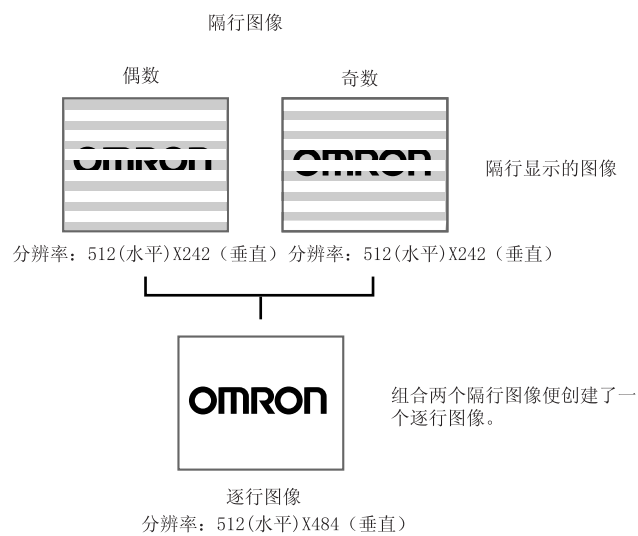 隔行图像
偶数
奇数
OMRON
OMRON
隔行显示的图像
分辨率：512(水平)X242（垂直）
分辨率：512(水平)X242（垂直）
OMRON
组合两个隔行图像便创建了一
个逐行图像。
逐行图像
分辨率：512(水平)X484（垂直）